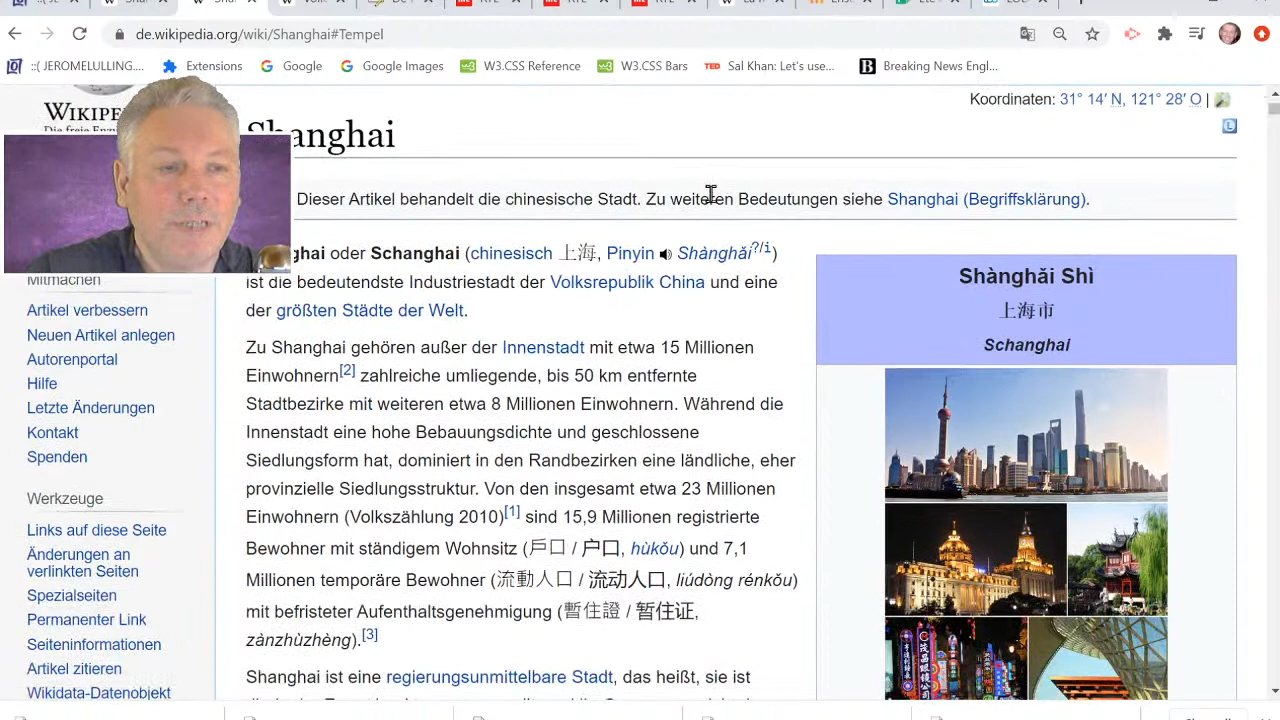 de.wikipedia.org/wiki/Shanghai#Tempel
::( JEROMELULLING....
Extensions
Google
Google Images
W3.CSS Reference
W3.CSS Bars
TED
Sal Khan: Let's use...
Breaking News Engl...
Koordinaten: 31° 14′ N, 121° 28′ O |
Shanghai
Dieser Artikel behandelt die chinesische Stadt. Zu weiteren Bedeutungen siehe Shanghai (Begriffsklärung).
oder Schanghai (chinesisch 上海, Pinyin Shànghǎi?/i)
ist die bedeutendste Industriestadt der Volksrepublik China und eine
der größten Städte der Welt.
Zu Shanghai gehören außer der Innenstadt mit etwa 15 Millionen
Einwohnern[2] zahlreiche umliegende, bis 50 km entfernte
Stadtbezirke mit weiteren etwa 8 Millionen Einwohnern. Während die
Innenstadt eine hohe Bebauungsdichte und geschlossene
Siedlungsform hat, dominiert in den Randbezirken eine ländliche, eher
provinzielle Siedlungsstruktur. Von den insgesamt etwa 23 Millionen
Einwohnern (Volkszählung 2010)[1] sind 15,9 Millionen registrierte
Bewohner mit ständigem Wohnsitz (戶口 / 户口, hùkǒu) und 7,1
Millionen temporäre Bewohner (流動人口 / 流动人口, liúdòng rénkǒu)
mit befristeter Aufenthaltsgenehmigung (暫住證 / 暂住证,
zànzhùzhèng).[3]
Shanghai ist eine regierungsunmittelbare Stadt, das heißt, sie ist
Shànghǎi Shì
上海市
Schanghai
Mitmachen
Artikel verbessern
Neuen Artikel anlegen
Autorenportal
Hilfe
Letzte Änderungen
Kontakt
Spenden
Werkzeuge
Links auf diese Seite
Änderungen an
verlinkten Seiten
Spezialseiten
Permanenter Link
Seiteninformationen
Artikel zitieren
Wikidata-Datenobjekt